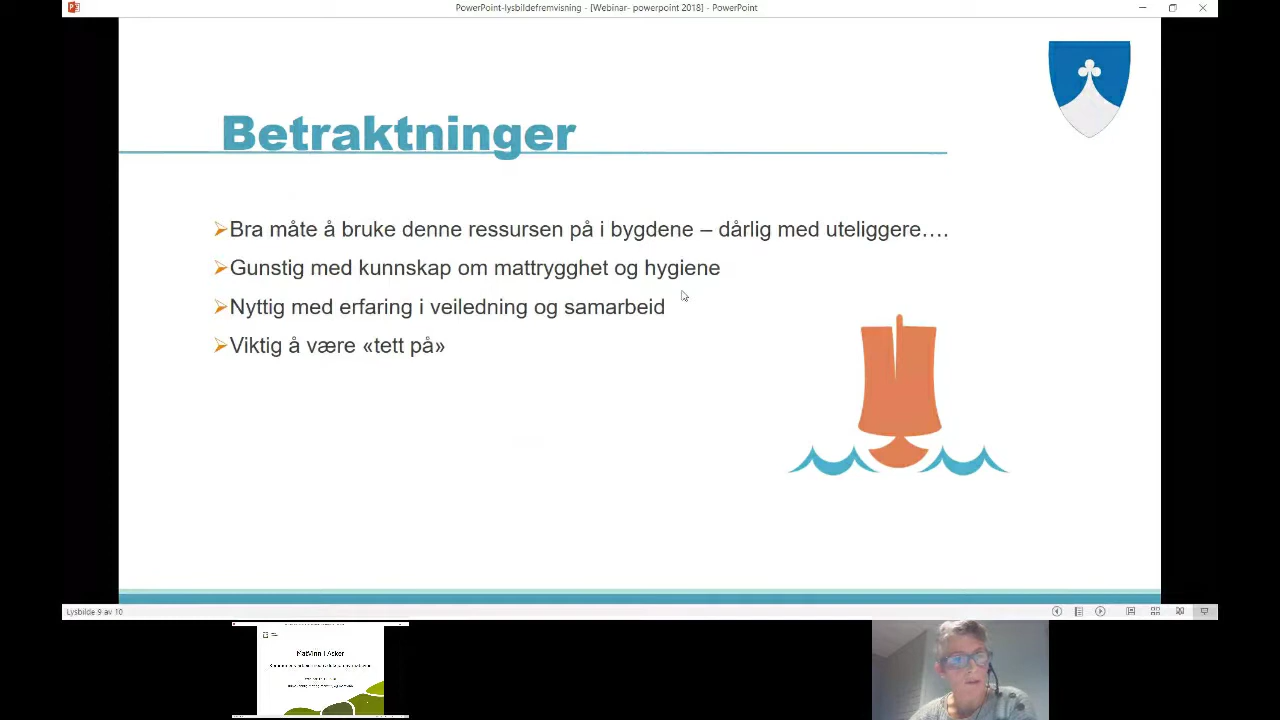 PowerPoint-lysbildefremvisning - [Webinar- powerpoint 2018] - PowerPoint
Betraktninger
Bra måte å bruke denne ressursen på i bygdene – dårlig med uteliggere….
Gunstig med kunnskap om mattrygghet og hygiene
Nyttig med erfaring i veiledning og samarbeid
Viktig å være «tett på»
Lysbilde 9 av 10
MatVinn i Asker